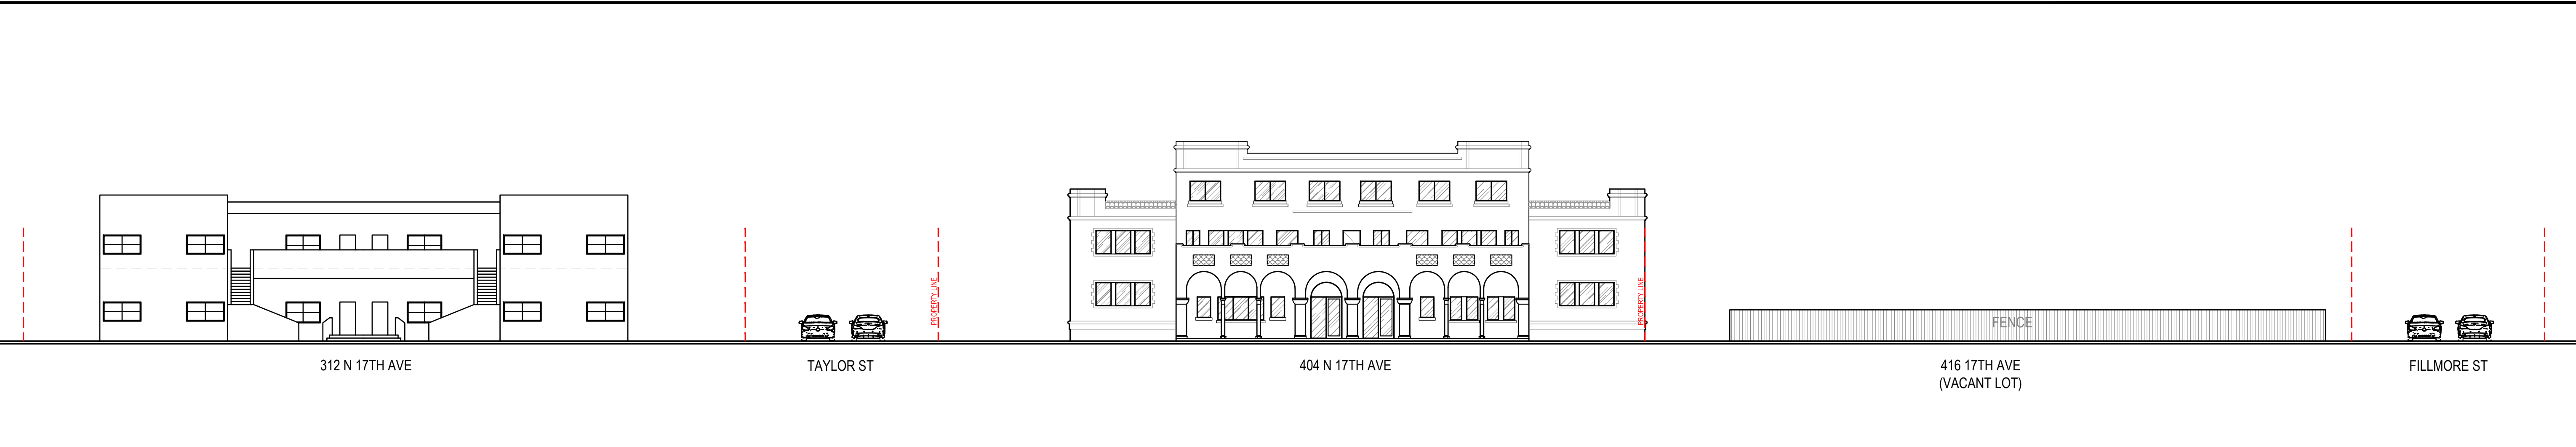 PROPERTY LINE
PROPERTY LINE
FENCE
312 N 17TH AVE
TAYLOR ST
404 N 17TH AVE
416 17TH AVE
(VACANT LOT)
FILLMORE ST